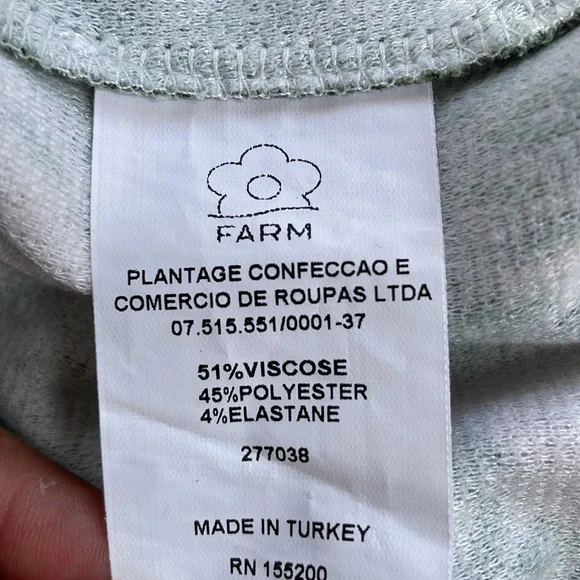 FARM
PLANTAGE CONFECCAO E
COMERCIO DE ROUPAS LTDA
07.515.551/0001-37
51%VISCOSE
45%POLYESTER
4%ELASTANE
277038
MADE IN TURKEY
RN 155200